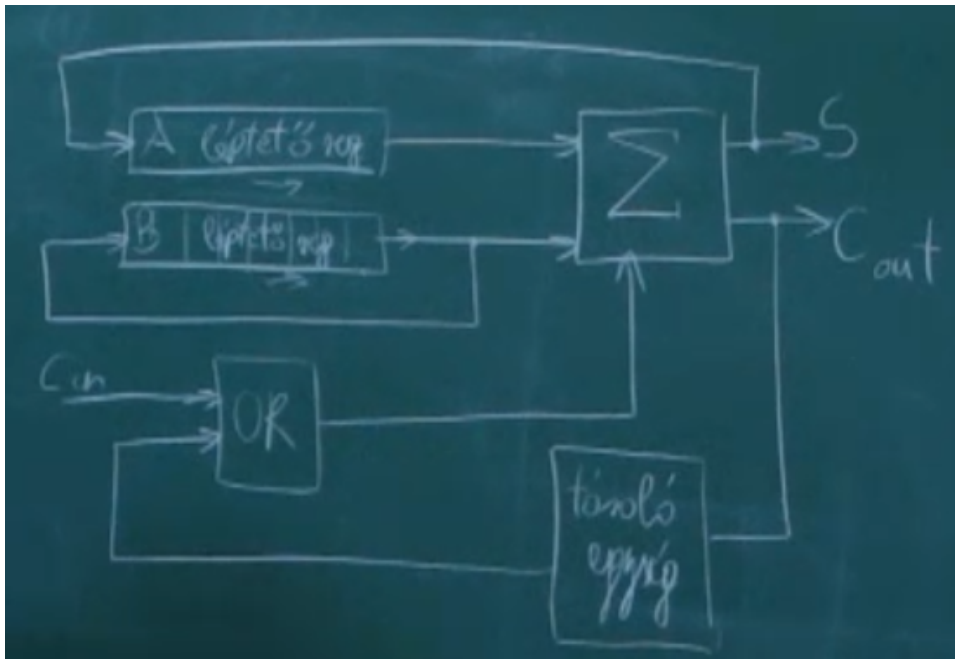 A léptető reg
Σ
S
B léptető reg
C out
Cin
OR
tároló
egység